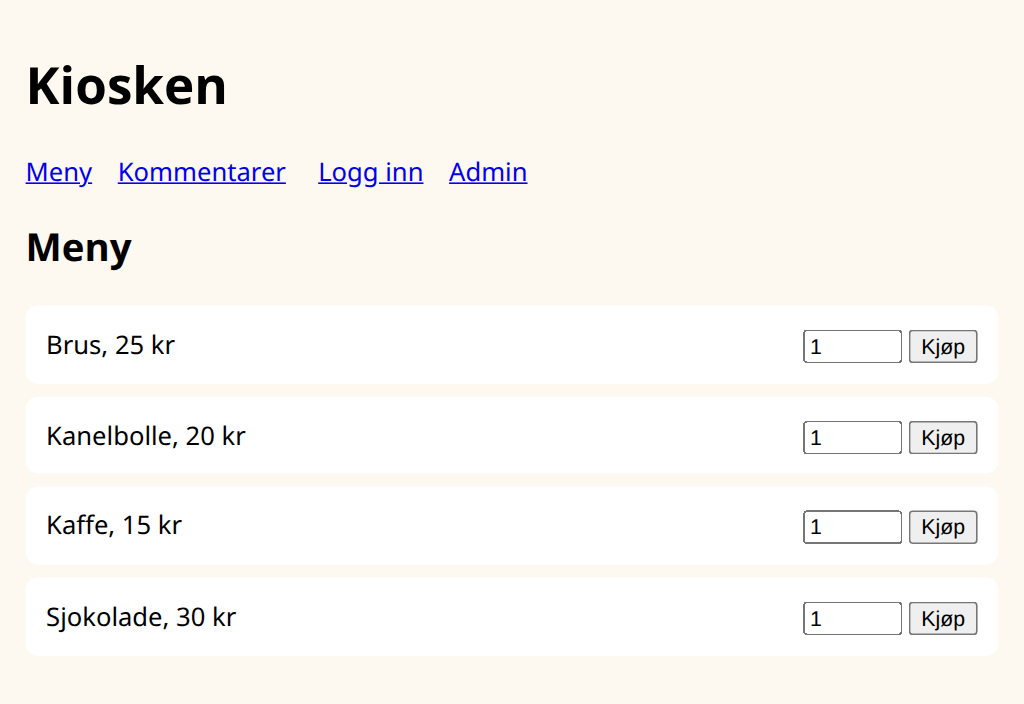 Kiosken
Meny Kommentarer Logg inn Admin
Meny
Brus, 25 kr 1 Kjøp
Kanelbolle, 20 kr 1 Kjøp
Kaffe, 15 kr 1 Kjøp
Sjokolade, 30 kr 1 Kjøp